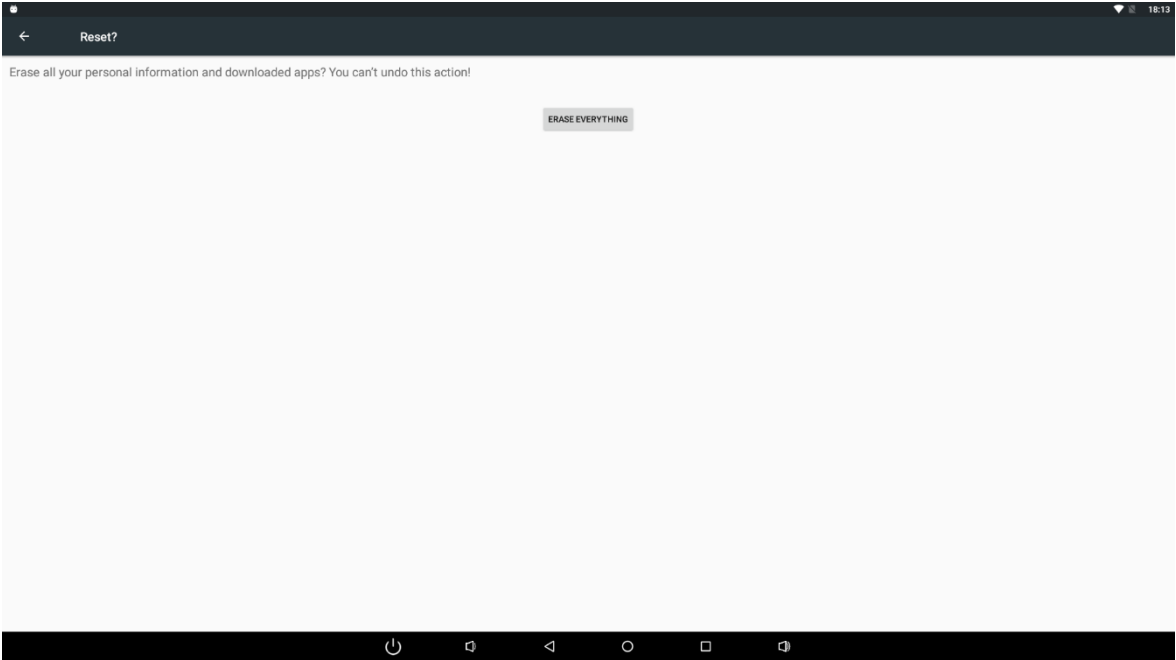 18:13
Reset?
Erase all your personal information and downloaded apps? You can't undo this action!
ERASE EVERYTHING